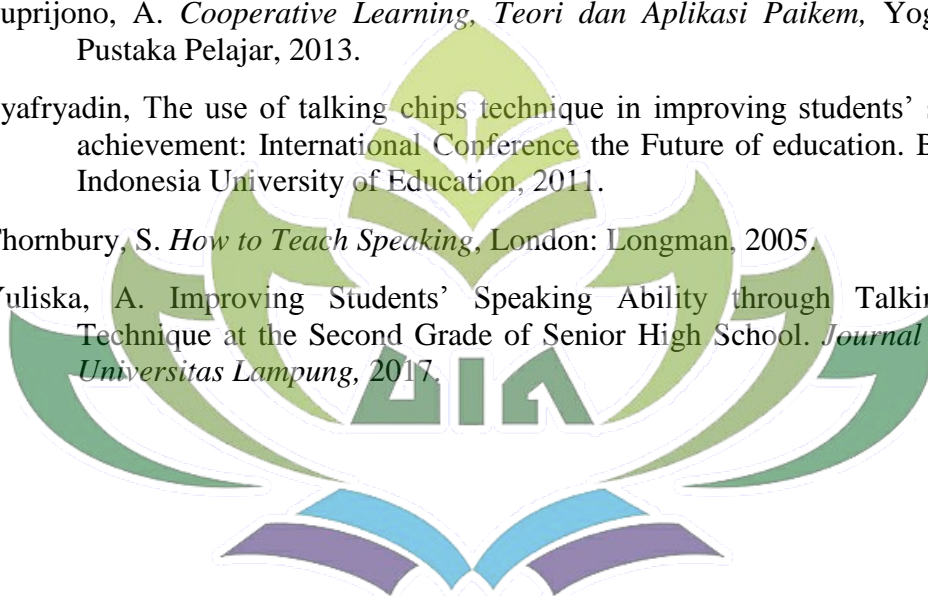 uprijono, A. Cooperative Learning, Teori dan Aplikasi Paikem, Yog
Pustaka Pelajar, 2013.
yafryadin, The use of talking chips technique in improving students’ s
achievement: International Conference the Future of education. B
Indonesia University of Education, 2011.
hornbury, S. How to Teach Speaking, London: Longman, 2005.
uliska, A. Improving Students’ Speaking Ability through Talkin
Technique at the Second Grade of Senior High School. Journal
Universitas Lampung, 2017.
UIN